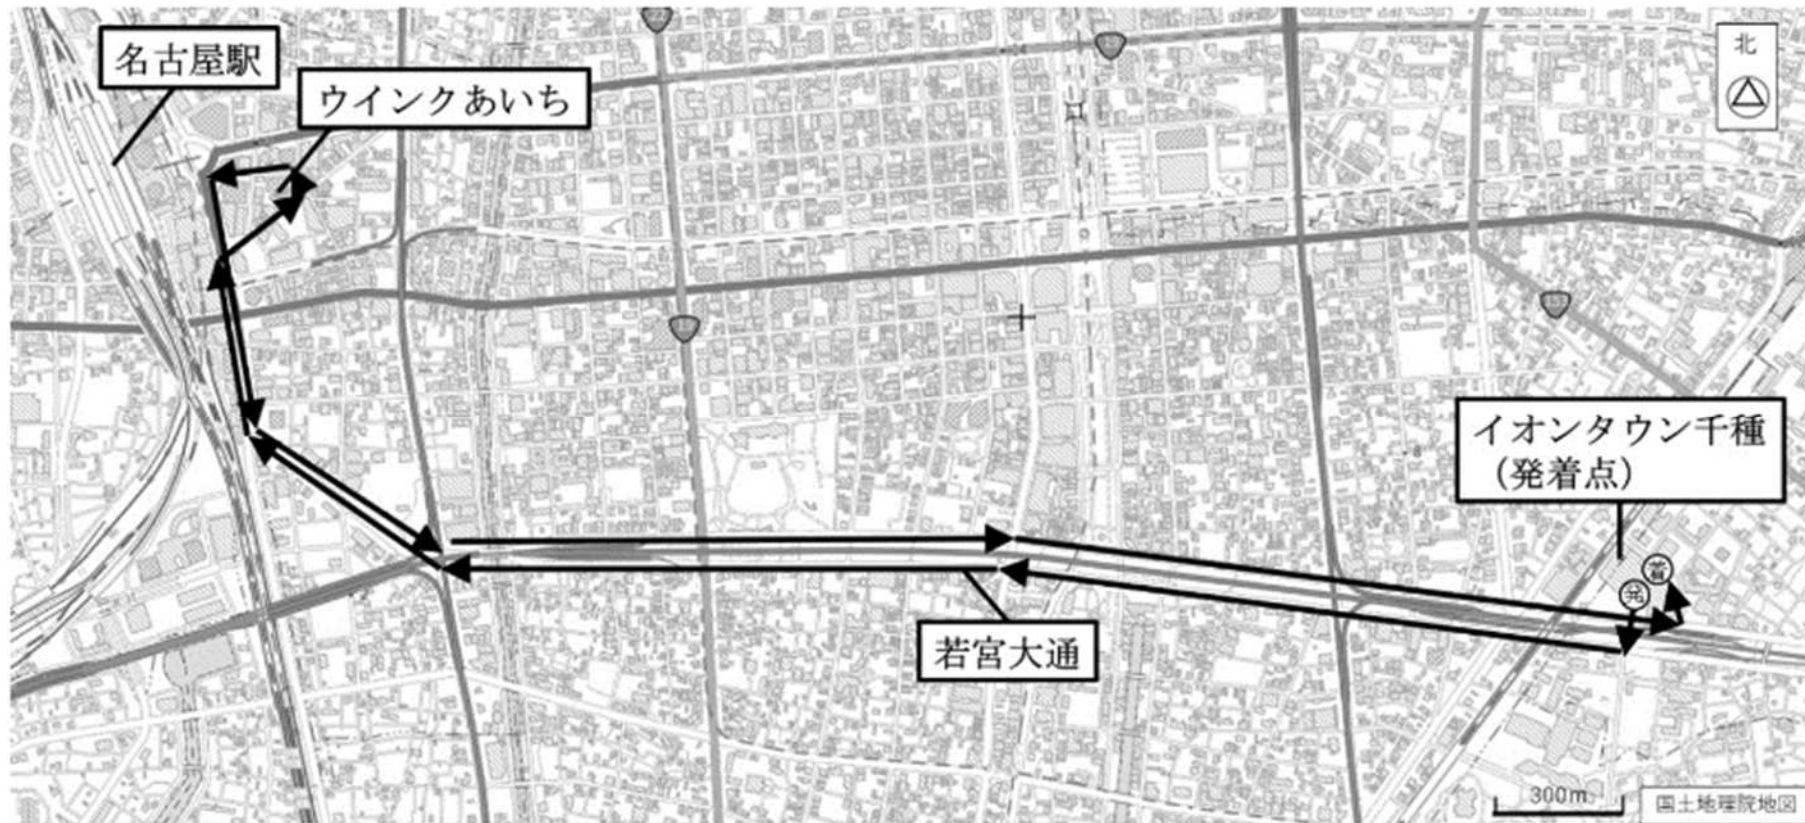 名古屋駅
ウインクあいち
北
イオンタウン千種
（発着点）
着
発
若宮大通
300m
国土地理院地図